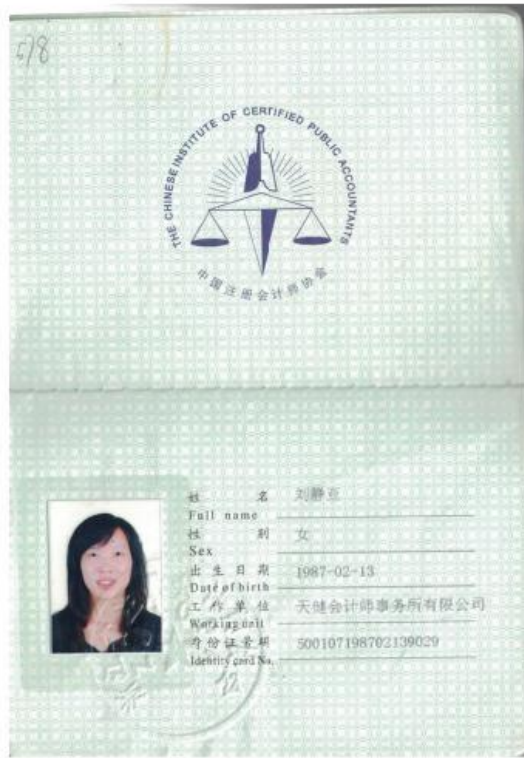 578
THE CHINESE INSTITUTE OF CERTIFIED PUBLIC ACCOUNTANTS
中国注册会计师协会
姓 名 刘静亚
Full name
性 别 女
Sex
出生日期 1987-02-13
Date of birth
工作单位 天健会计师事务所有限公司
Working unit
身份证号码 500107198702139029
Identity card No.